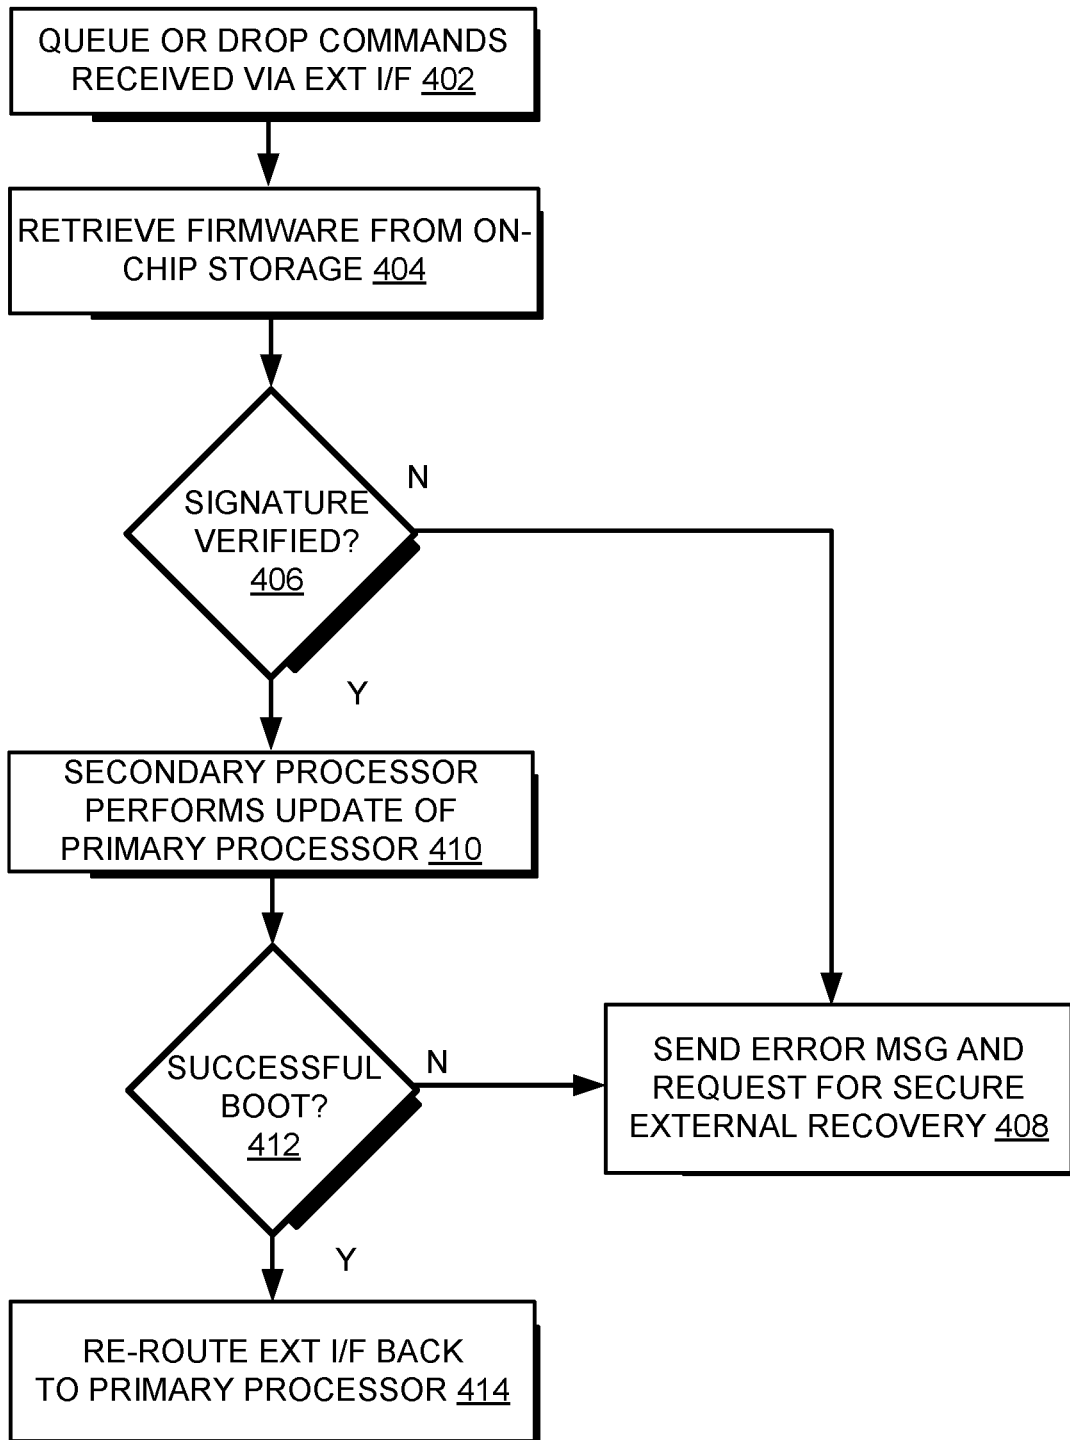 QUEUE OR DROP COMMANDS
RECEIVED VIA EXT I/F 402
RETRIEVE FIRMWARE FROM ON-
CHIP STORAGE 404
N
SIGNATURE
VERIFIED?
406
Y
SECONDARY PROCESSOR
PERFORMS UPDATE OF
PRIMARY PROCESSOR 410
N
SUCCESSFUL
BOOT?
412
SEND ERROR MSG AND
REQUEST FOR SECURE
EXTERNAL RECOVERY 408
Y
RE-ROUTE EXT I/F BACK
TO PRIMARY PROCESSOR 414